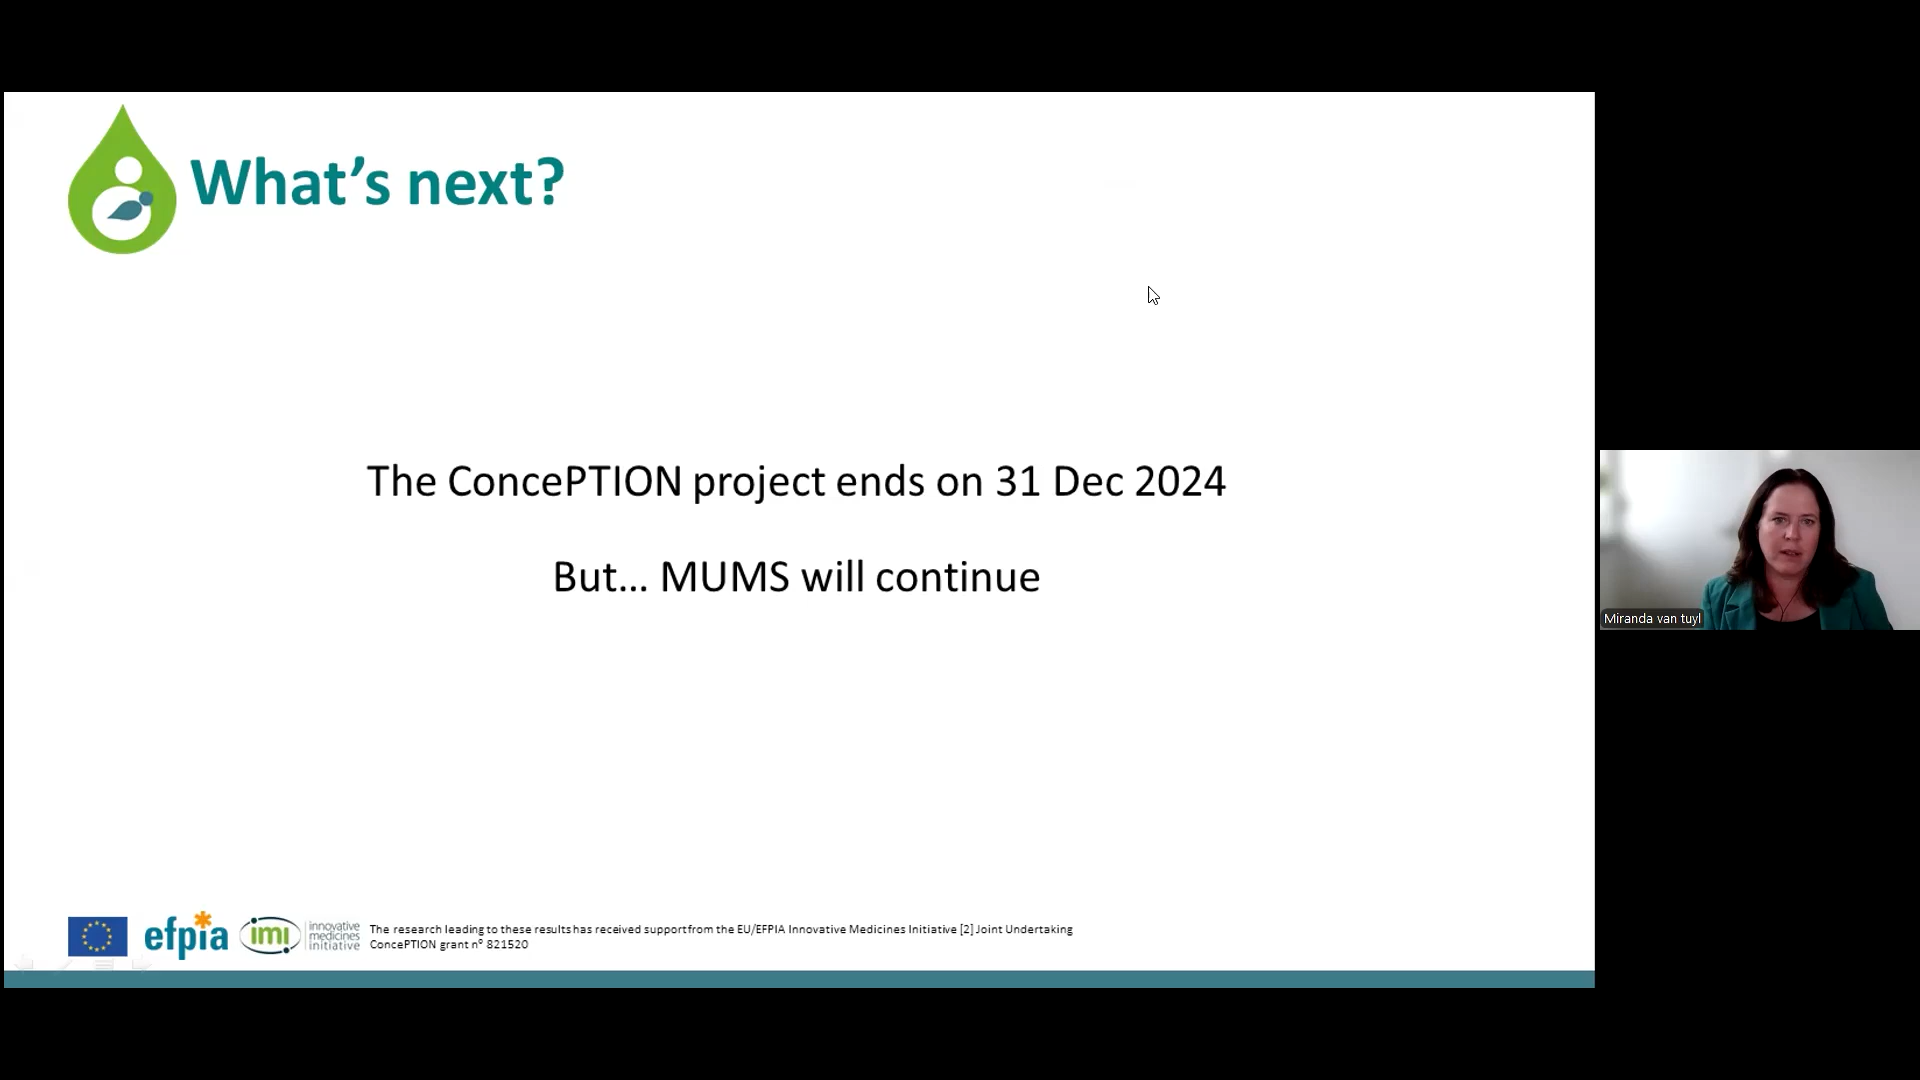 What's next?
The ConcePTION project ends on 31 Dec 2024
But... MUMS will continue
Miranda van tuyl
efpia
imi
innovative
medicines
initiative
The research leading to these results has received support from the EU/EFPIA Innovative Medicines Initiative [2] Joint Undertaking
ConcePTION grant nº 821520